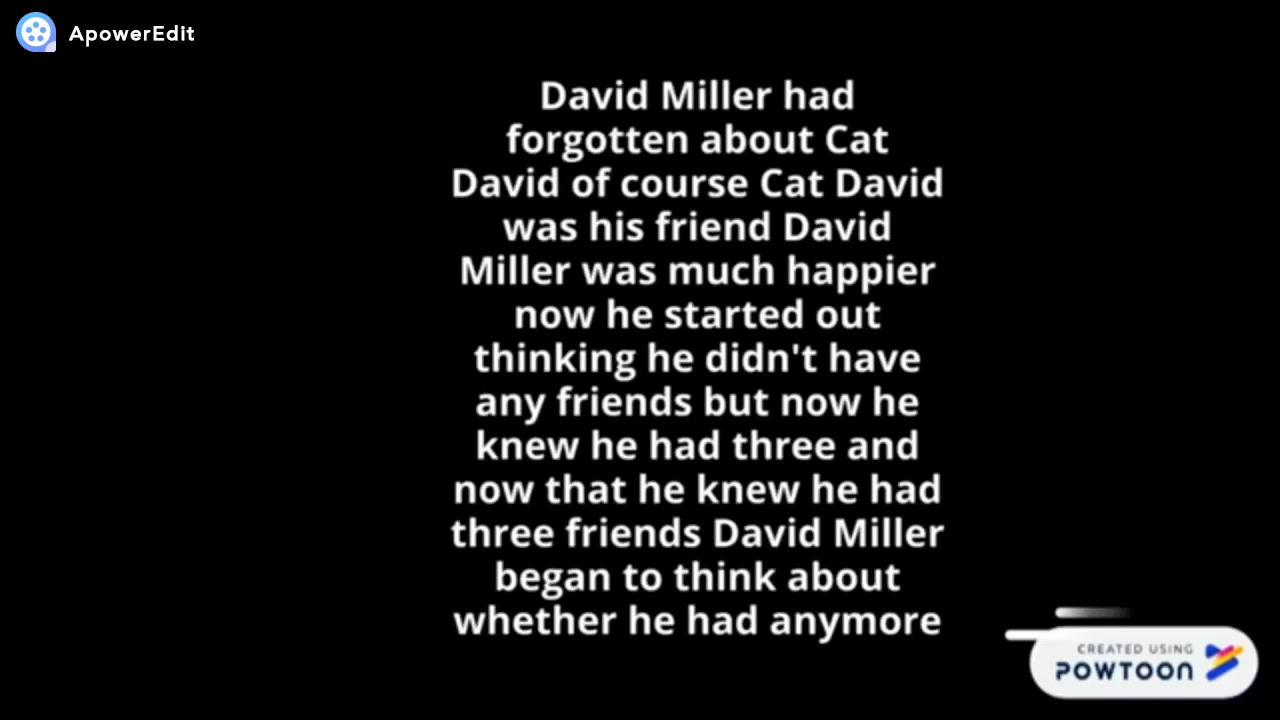 ApowerEdit
David Miller had
forgotten about Cat
David of course Cat David
was his friend David
Miller was much happier
now he started out
thinking he didn't have
any friends but now he
knew he had three and
now that he knew he had
three friends David Miller
began to think about
whether he had anymore
CREATED USING
POWTOON